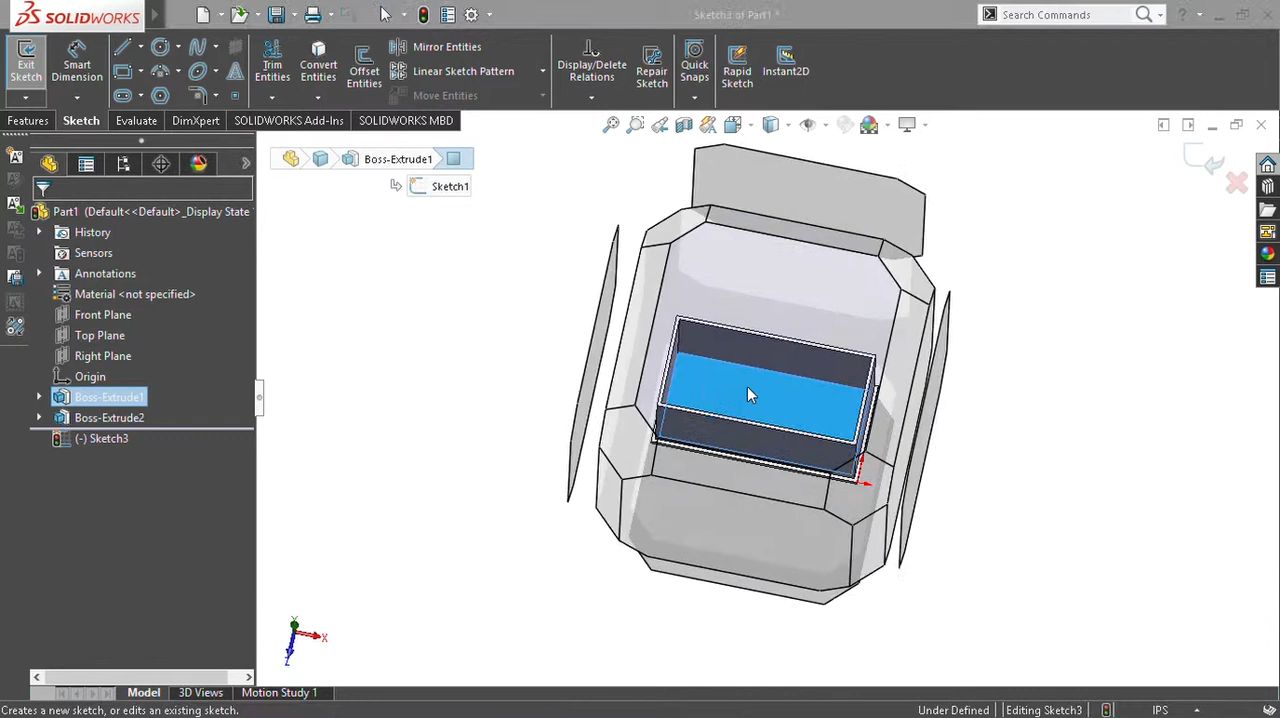 SOLIDWORKS
Sketch3 of Part1
Search Commands
?
Exit Sketch
Smart Dimension
Trim Entities
Convert Entities
Offset Entities
Mirror Entities
Linear Sketch Pattern
Move Entities
Display/Delete Relations
Repair Sketch
Quick Snaps
Rapid Sketch
Instant2D
Features
Sketch
Evaluate
DimXpert
SOLIDWORKS Add-Ins
SOLIDWORKS MBD
Boss-Extrude1
Sketch1
Part1 (Default<<Default>_Display State
History
Sensors
Annotations
Material <not specified>
Front Plane
Top Plane
Right Plane
Origin
Boss-Extrude1
Boss-Extrude2
(-) Sketch3
Y
X
Z
Model
3D Views
Motion Study 1
Creates a new sketch, or edits an existing sketch.
Under Defined
Editing Sketch3
IPS